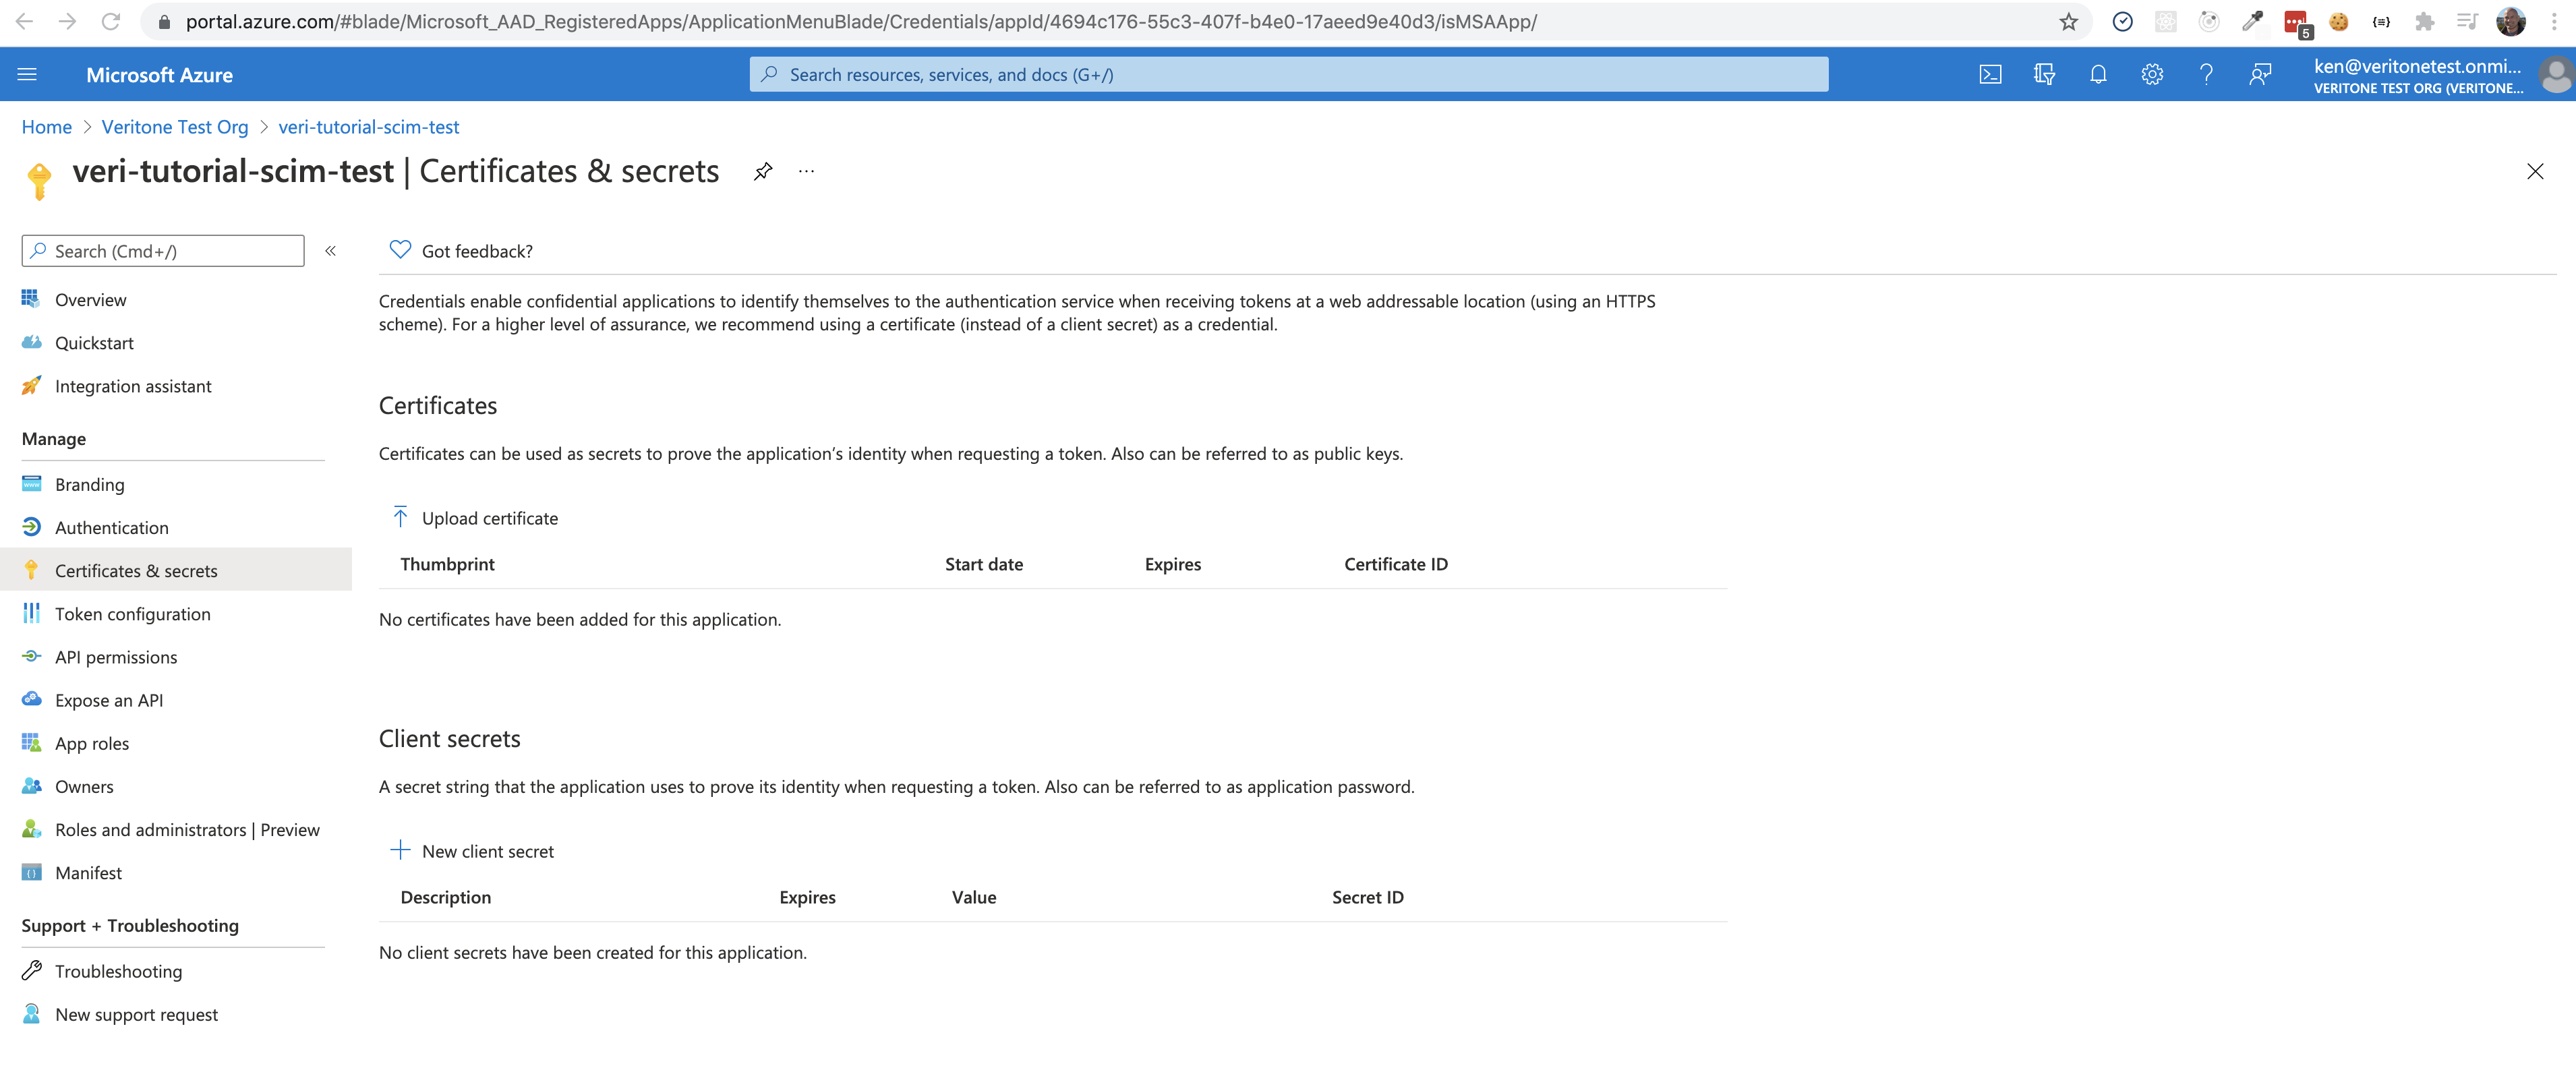 portal.azure.com/#blade/Microsoft_AAD_RegisteredApps/ApplicationMenuBlade/Credentials/appId/4694c176-55c3-407f-b4e0-17aeed9e40d3/isMSAApp/
5
{≡}
Microsoft Azure
Search resources, services, and docs (G+/)
ken@veritonetest.onmi...
VERITONE TEST ORG (VERITONE...
Home > Veritone Test Org > veri-tutorial-scim-test
veri-tutorial-scim-test | Certificates & secrets
...
Search (Cmd+/)
«
Overview
Quickstart
Integration assistant
Manage
Branding
Authentication
Certificates & secrets
Token configuration
API permissions
Expose an API
App roles
Owners
Roles and administrators | Preview
Manifest
Support + Troubleshooting
Troubleshooting
New support request
Got feedback?
Credentials enable confidential applications to identify themselves to the authentication service when receiving tokens at a web addressable location (using an HTTPS
scheme). For a higher level of assurance, we recommend using a certificate (instead of a client secret) as a credential.
Certificates
Certificates can be used as secrets to prove the application's identity when requesting a token. Also can be referred to as public keys.
Upload certificate
Thumbprint Start date Expires Certificate ID
No certificates have been added for this application.
Client secrets
A secret string that the application uses to prove its identity when requesting a token. Also can be referred to as application password.
New client secret
Description Expires Value Secret ID
No client secrets have been created for this application.